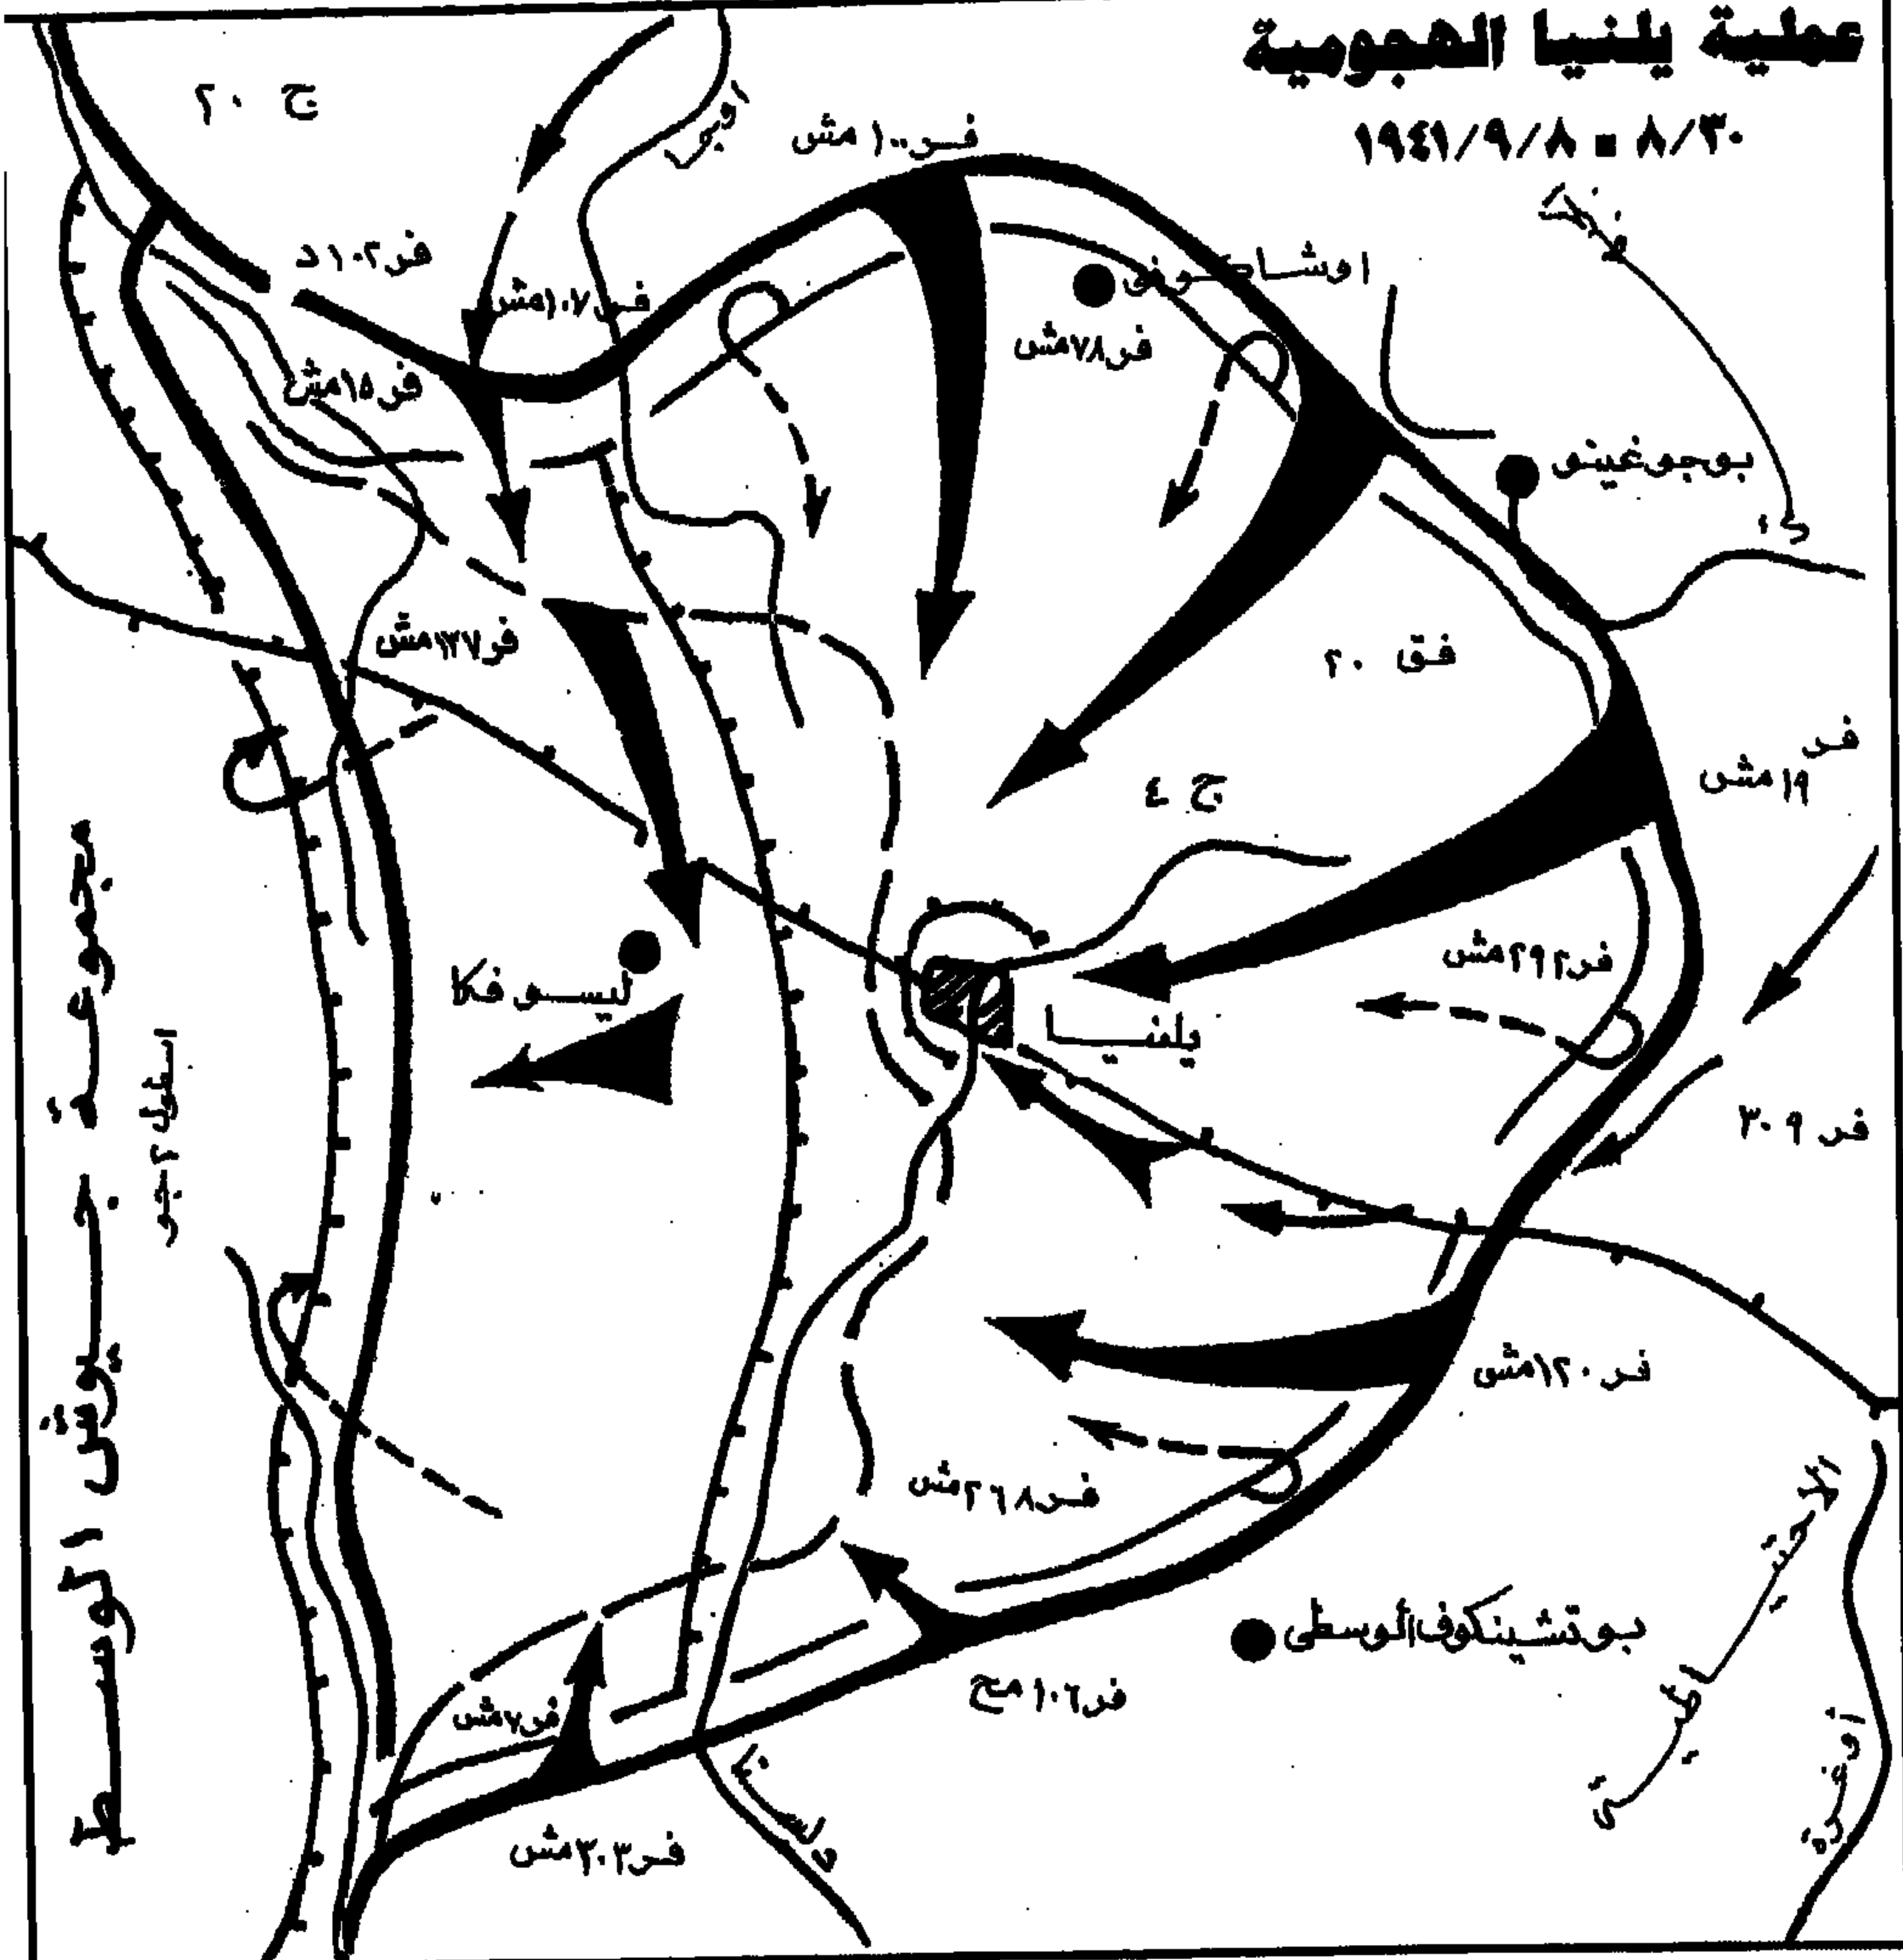 عملية يلنيا الهجومية
٨/٣٠ - ١٩٤١/٩/٨
ج ٢٠
فر ١٠٠ مش
فر ١٠٢ د
فر ١٠٧ مش
اوشاكوفو
فر ٧٨ مش
فر ١٥ مش
بوجوغينو
فر ١٣٧ مش
فق ٢٠
ج ٤
فر
١٩ مش
فر ٢٩٢ مش
ليسوفكا
يلنيا
فر ٣٠٩
مجموعة جيوش الوسط
فر ١٢٠ مش
فر ٢٦٨ مش
بوتشينكوف الوسطى
فر ١٠٦ مح
فر ٧ مش
فر ٣٠٣ مش